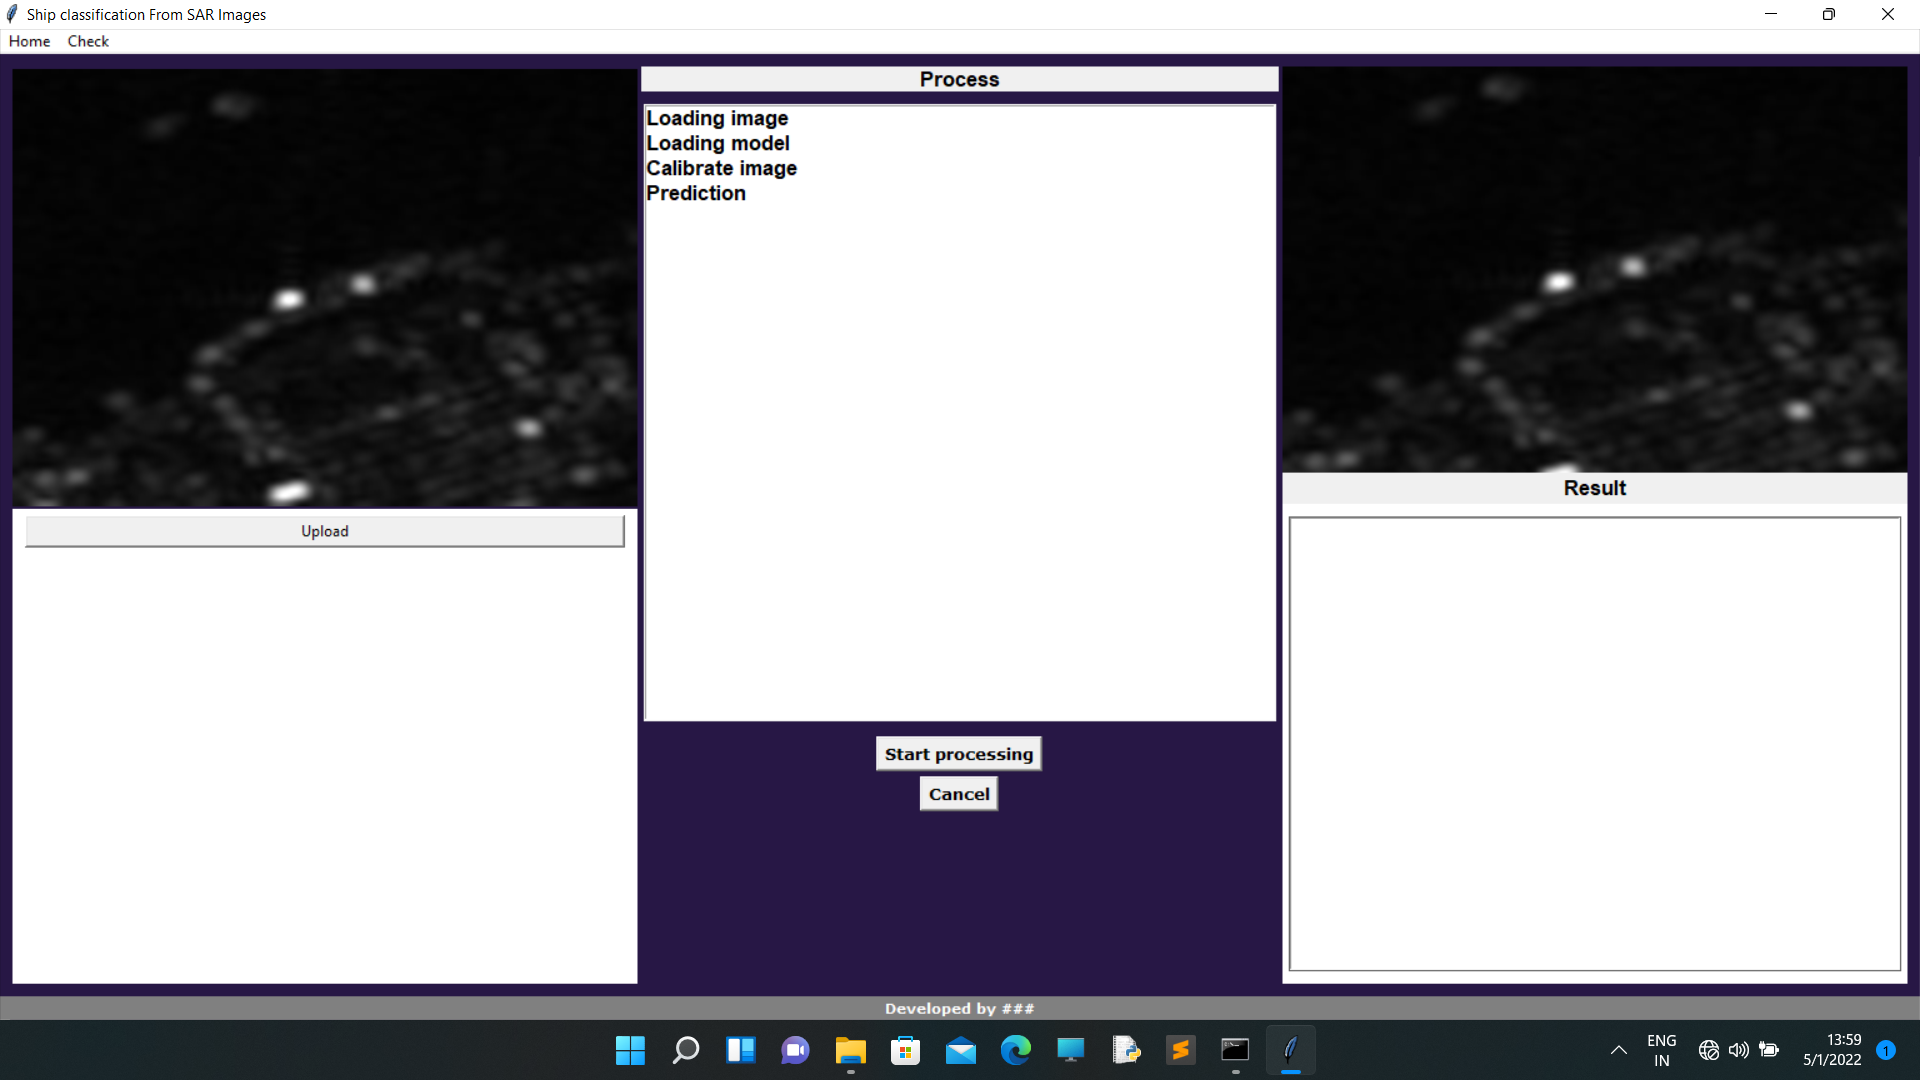 Ship classification From SAR Images
Home Check
Process
Loading image
Loading model
Calibrate image
Prediction
Upload
Start processing
Cancel
Result
Developed by ###
ENG
IN
13:59
5/1/2022
1